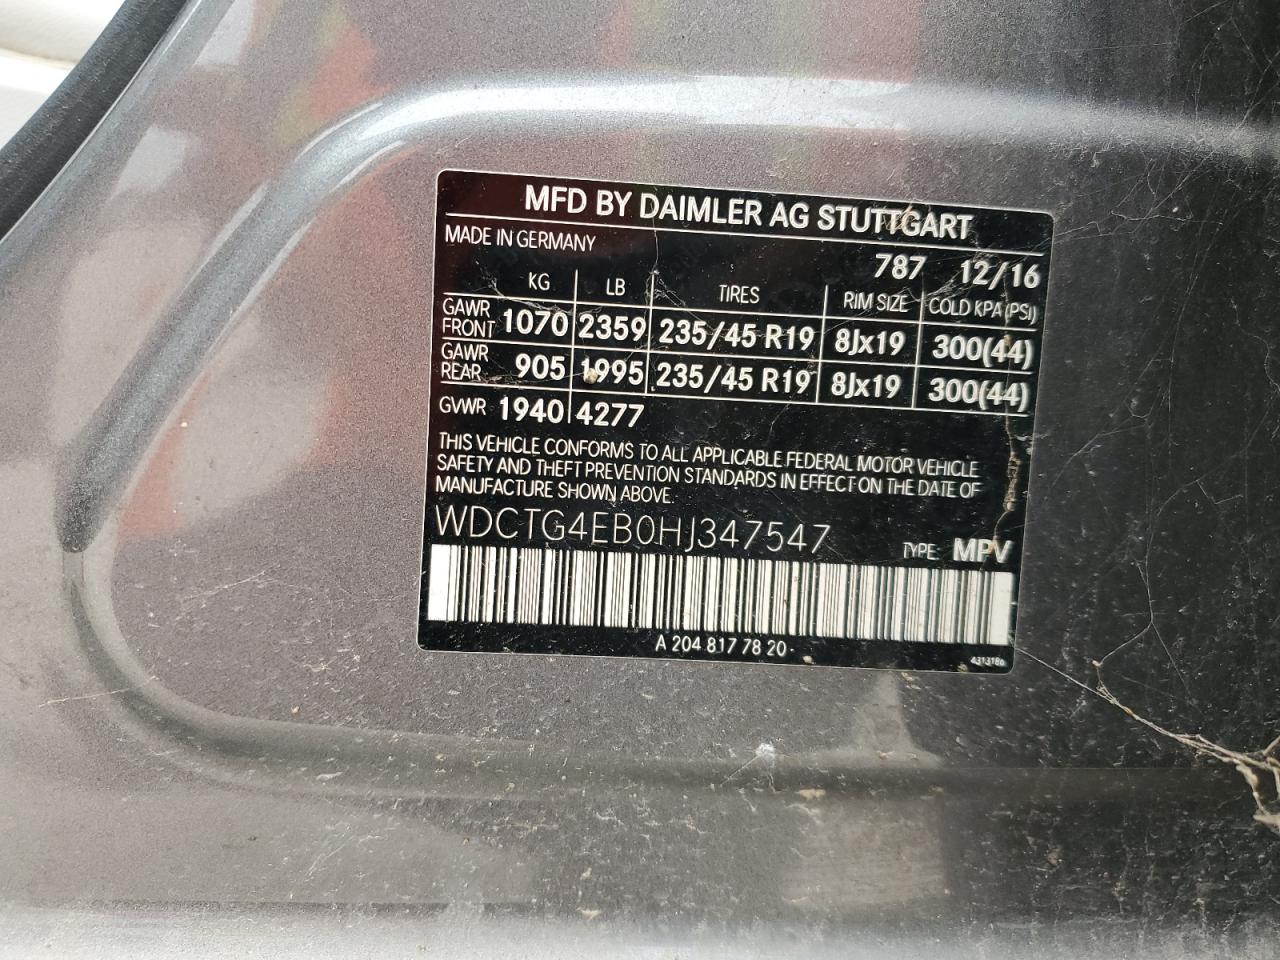 MFD BY DAIMLER AG STUTTGART
MADE IN GERMANY
787 12/16
KG LB TIRES RIM SIZE COLD KPA (PSI)
GAWR FRONT 1070 2359 235/45 R19 8Jx19 300(44)
GAWR REAR 905 1995 235/45 R19 8Jx19 300(44)
GVWR 1940 4277
THIS VEHICLE CONFORMS TO ALL APPLICABLE FEDERAL MOTOR VEHICLE
SAFETY AND THEFT PREVENTION STANDARDS IN EFFECT ON THE DATE OF
MANUFACTURE SHOWN ABOVE.
WDCTG4EB0HJ347547 TYPE: MPV
A 204 817 78 20
4313186